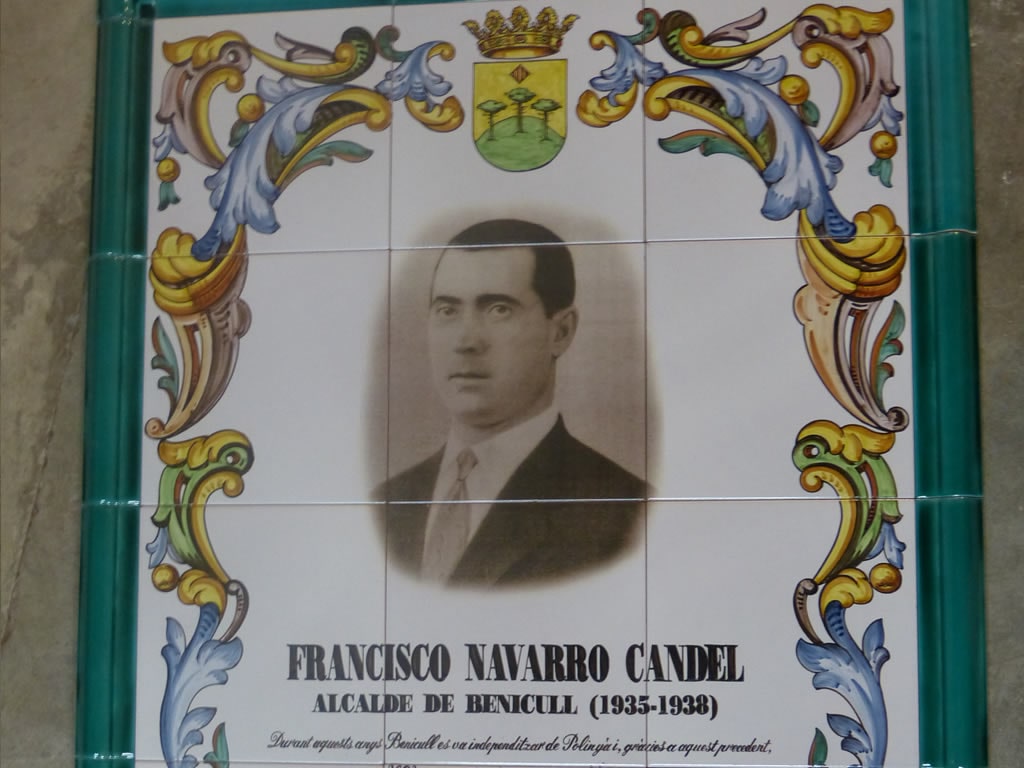 FRANCISCO NAVARRO CANDEL
ALCALDE DE BENICULL (1935-1938)
Durant aquests anys Benicull es va independitzar de Polinyà i, gràcies a aquest precedent,